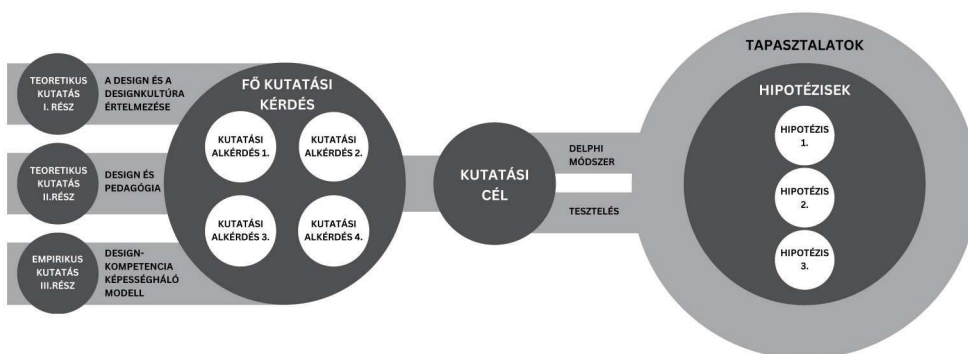 TEORETIKUS
KUTATÁS
I. RÉSZ
A DESIGN ÉS A
DESIGNKULTÚRA
ÉRTELMEZÉSE
TEORETIKUS
KUTATÁS
II.RÉSZ
DESIGN ÉS
PEDAGÓGIA
EMPIRIKUS
KUTATÁS
III.RÉSZ
DESIGN-
KOMPETENCIA
KÉPESSÉGHÁLÓ
MODELL
FŐ KUTATÁSI
KÉRDÉS
KUTATÁSI
ALKÉRDÉS 1.
KUTATÁSI
ALKÉRDÉS 2.
KUTATÁSI
ALKÉRDÉS 3.
KUTATÁSI
ALKÉRDÉS 4.
KUTATÁSI
CÉL
DELPHI
MÓDSZER
TESZTELÉS
TAPASZTALATOK
HIPOTÉZISEK
HIPOTÉZIS
1.
HIPOTÉZIS
2.
HIPOTÉZIS
3.